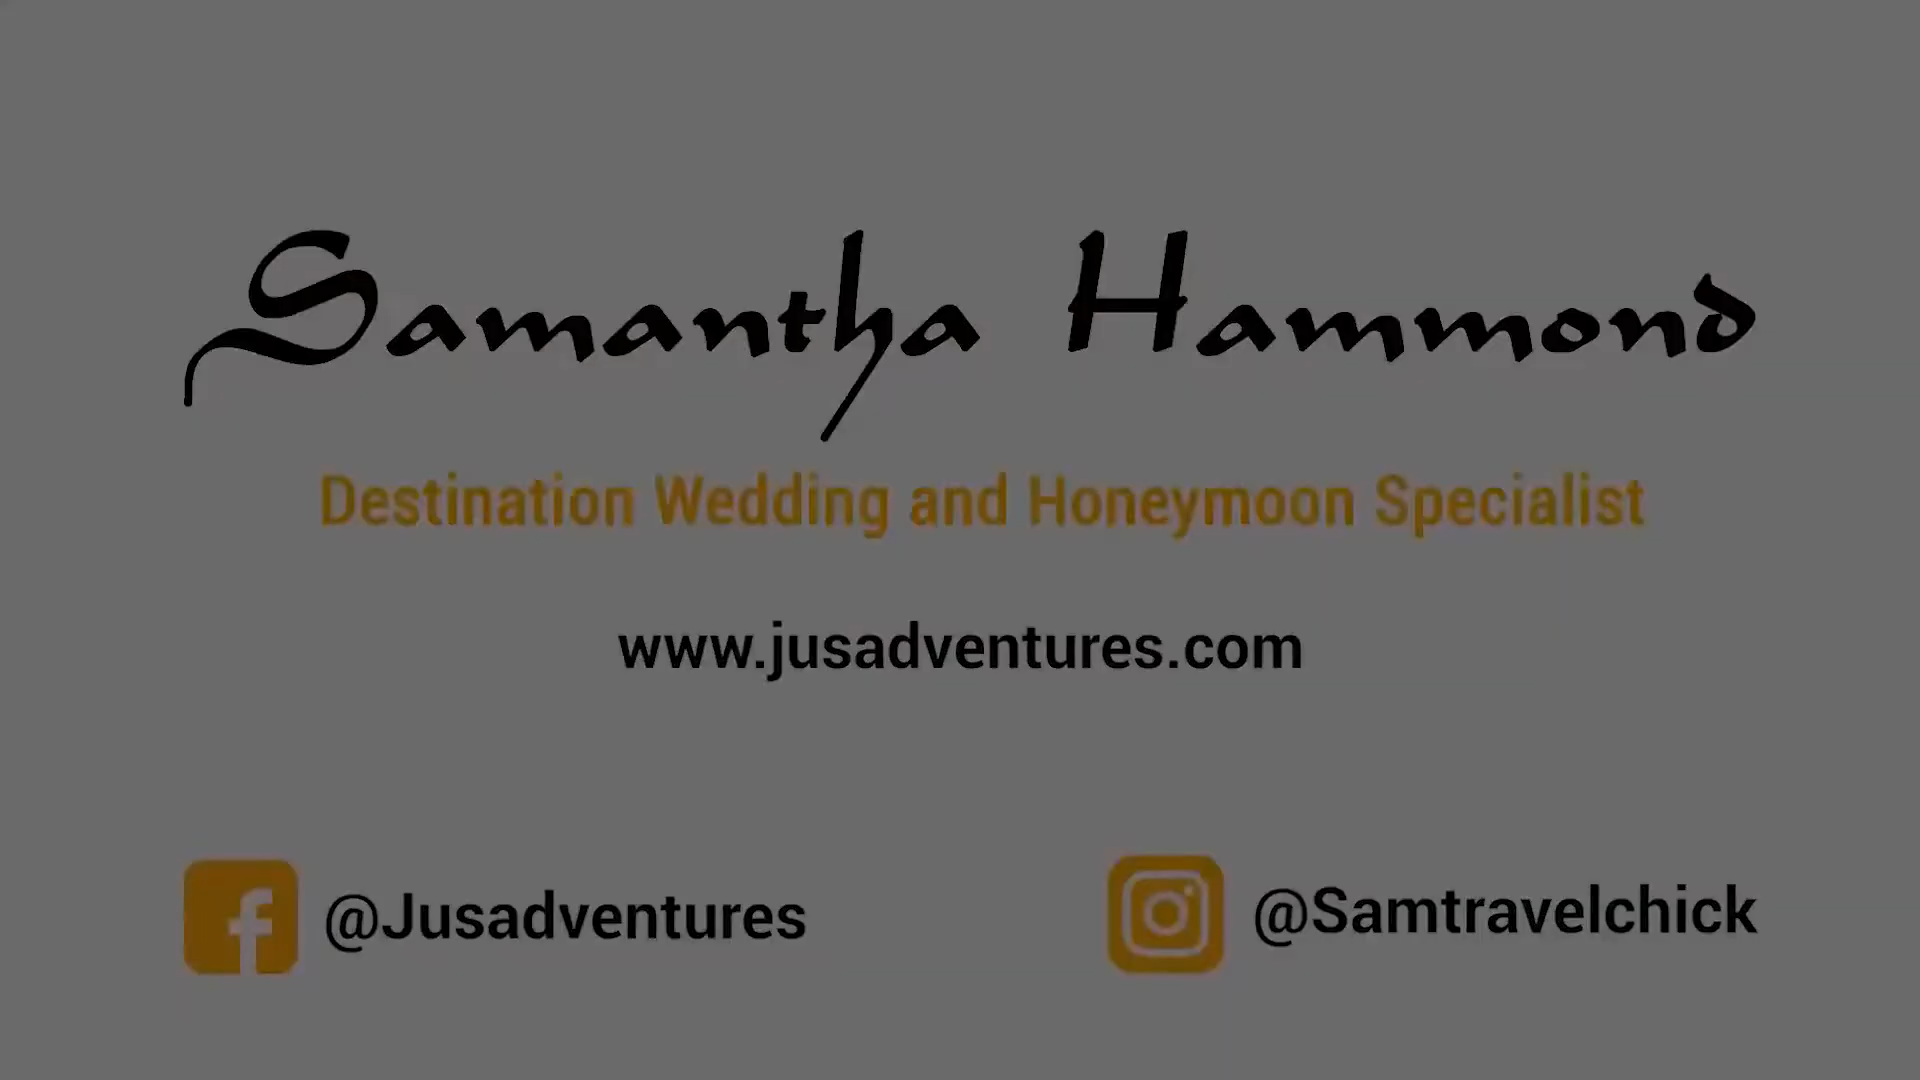 Samantha Hammond
Destination Wedding and Honeymoon Specialist
www.jusadventures.com
@Jusadventures
@Samtravelchick